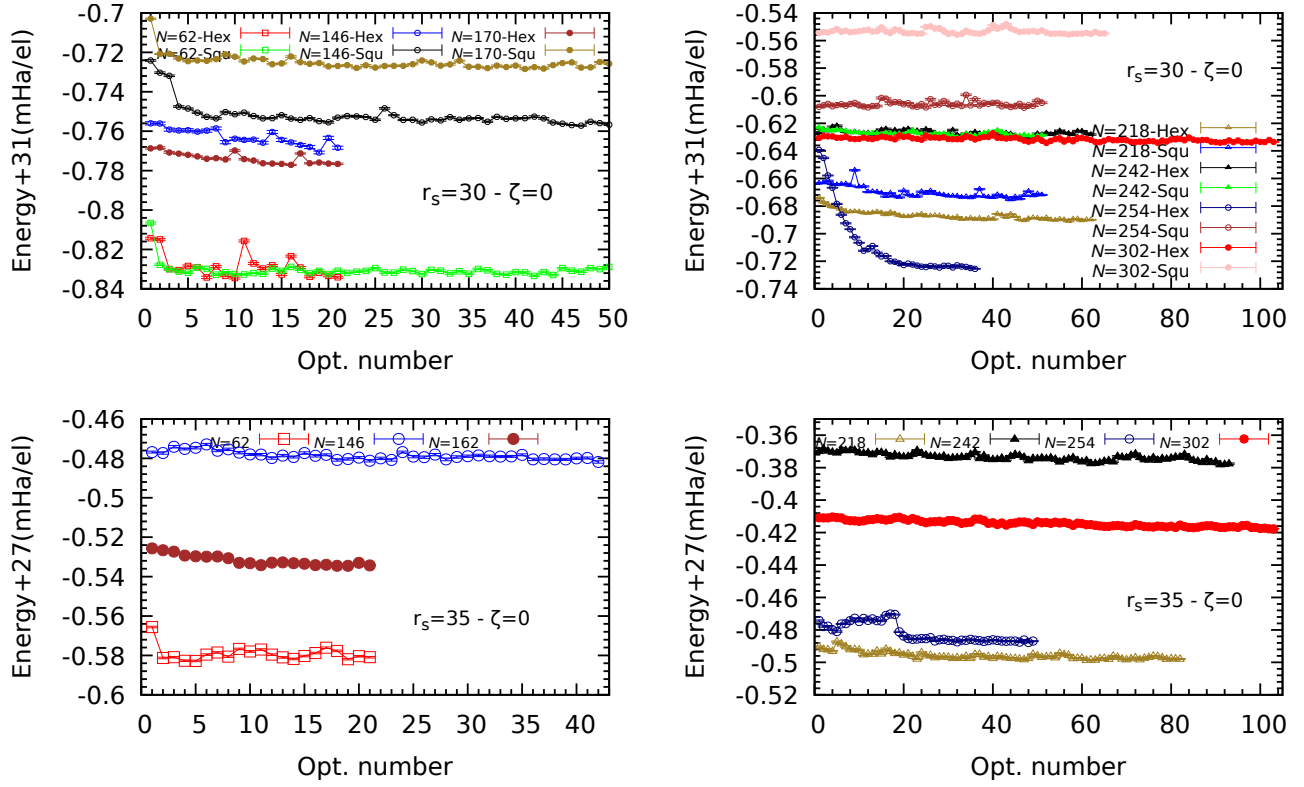 -0.7
-0.72
-0.74
-0.76
-0.78
-0.8
-0.82
-0.84
Energy+31(mHa/el)
N=62-Hex
N=146-Hex
N=170-Hex
N=62-Squ
N=146-Squ
N=170-Squ
r_s=30 - ζ=0
0 5 10 15 20 25 30 35 40 45 50
Opt. number
-0.54
-0.56
-0.58
-0.6
-0.62
-0.64
-0.66
-0.68
-0.7
-0.72
-0.74
Energy+31(mHa/el)
r_s=30 - ζ=0
N=218-Hex
N=218-Squ
N=242-Hex
N=242-Squ
N=254-Hex
N=254-Squ
N=302-Hex
N=302-Squ
0 20 40 60 80 100
Opt. number
-0.46
-0.48
-0.5
-0.52
-0.54
-0.56
-0.58
-0.6
Energy+27(mHa/el)
N=62
N=146
N=162
r_s=35 - ζ=0
0 5 10 15 20 25 30 35 40
Opt. number
-0.36
-0.38
-0.4
-0.42
-0.44
-0.46
-0.48
-0.5
-0.52
Energy+27(mHa/el)
N=218
N=242
N=254
N=302
r_s=35 - ζ=0
0 20 40 60 80 100
Opt. number